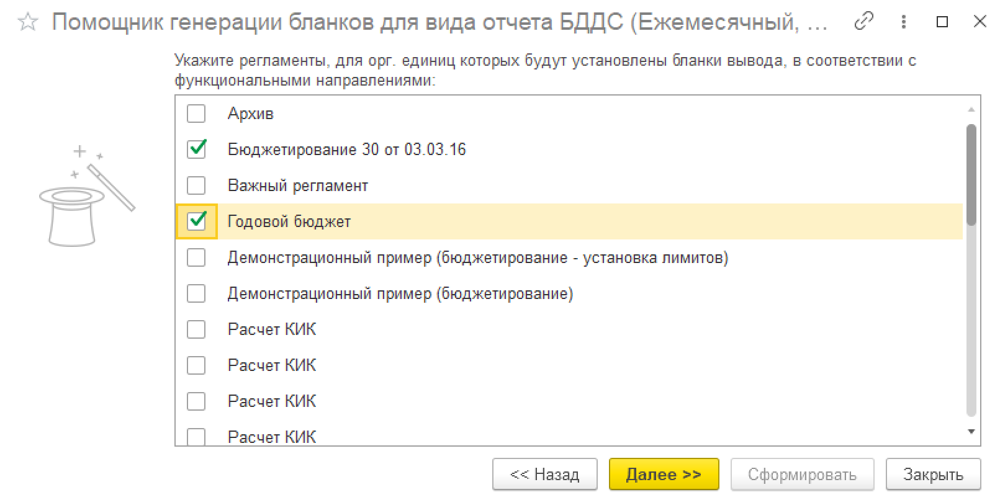 Помощник генерации бланков для вида отчета БДДС (Ежемесячный, ...
Укажите регламенты, для орг. единиц которых будут установлены бланки вывода, в соответствии с
функциональными направлениями:
Архив
Бюджетирование 30 от 03.03.16
Важный регламент
Годовой бюджет
Демонстрационный пример (бюджетирование - установка лимитов)
Демонстрационный пример (бюджетирование)
Расчет КИК
Расчет КИК
Расчет КИК
Расчет КИК
<< Назад
Далее >>
Сформировать
Закрыть